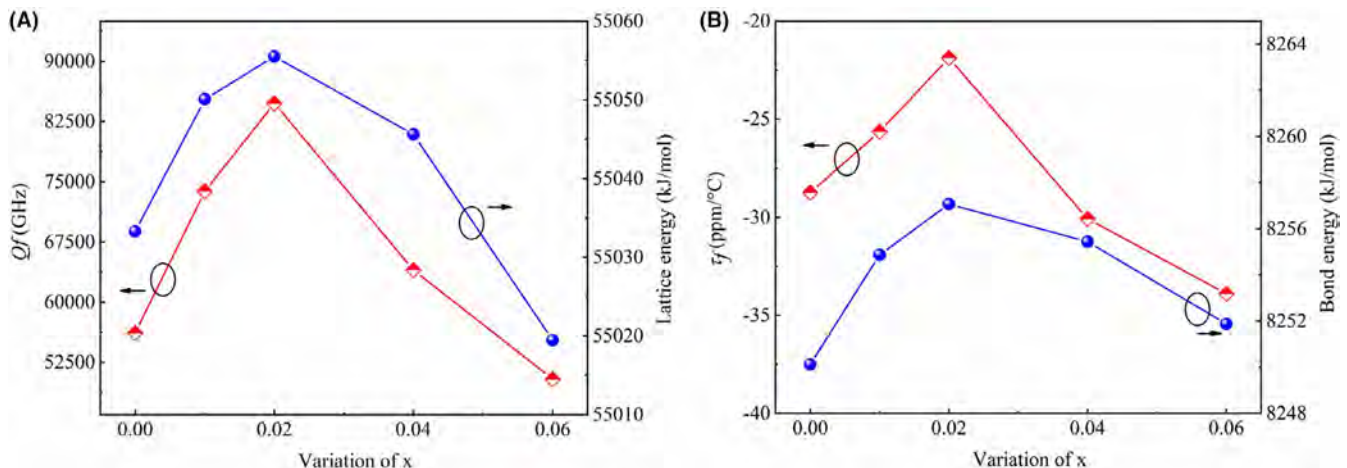 (A)
90000
82500
75000
67500
60000
52500
Qf (GHz)
55060
55050
55040
55030
55020
55010
Lattice energy (kJ/mol)
0.00 0.02 0.04 0.06
Variation of x
(B)
-20
-25
-30
-35
-40
τf (ppm/°C)
8264
8260
8256
8252
8248
Bond energy (kJ/mol)
0.00 0.02 0.04 0.06
Variation of x